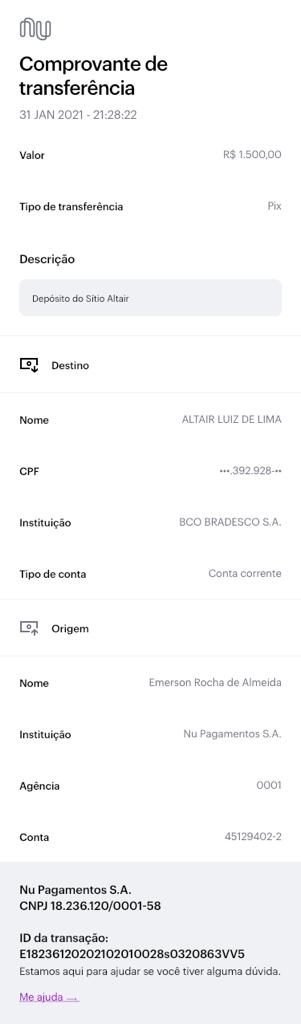 nu
Comprovante de
transferência
31 JAN 2021 - 21:28:22
Valor R$ 1.500,00
Tipo de transferência Pix
Descrição
Depósito do Sítio Altair
Destino
Nome ALTAIR LUIZ DE LIMA
CPF •••.392.928-••
Instituição BCO BRADESCO S.A.
Tipo de conta Conta corrente
Origem
Nome Emerson Rocha de Almeida
Instituição Nu Pagamentos S.A.
Agência 0001
Conta 45129402-2
Nu Pagamentos S.A.
CNPJ 18.236.120/0001-58
ID da transação:
E18236120202102010028s0320863VV5
Estamos aqui para ajudar se você tiver alguma dúvida.
Me ajuda →